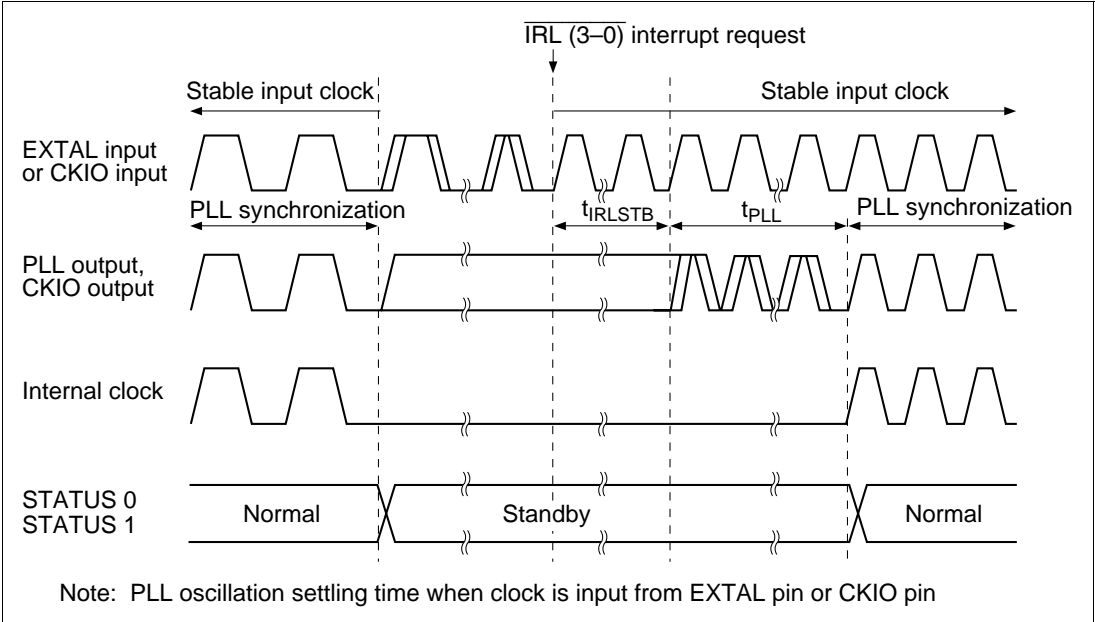 IRL (3–0) interrupt request
Stable input clock
Stable input clock
EXTAL input
or CKIO input
PLL synchronization
tIRLSTB
tPLL
PLL synchronization
PLL output,
CKIO output
Internal clock
STATUS 0
STATUS 1
Normal
Standby
Normal
Note: PLL oscillation settling time when clock is input from EXTAL pin or CKIO pin